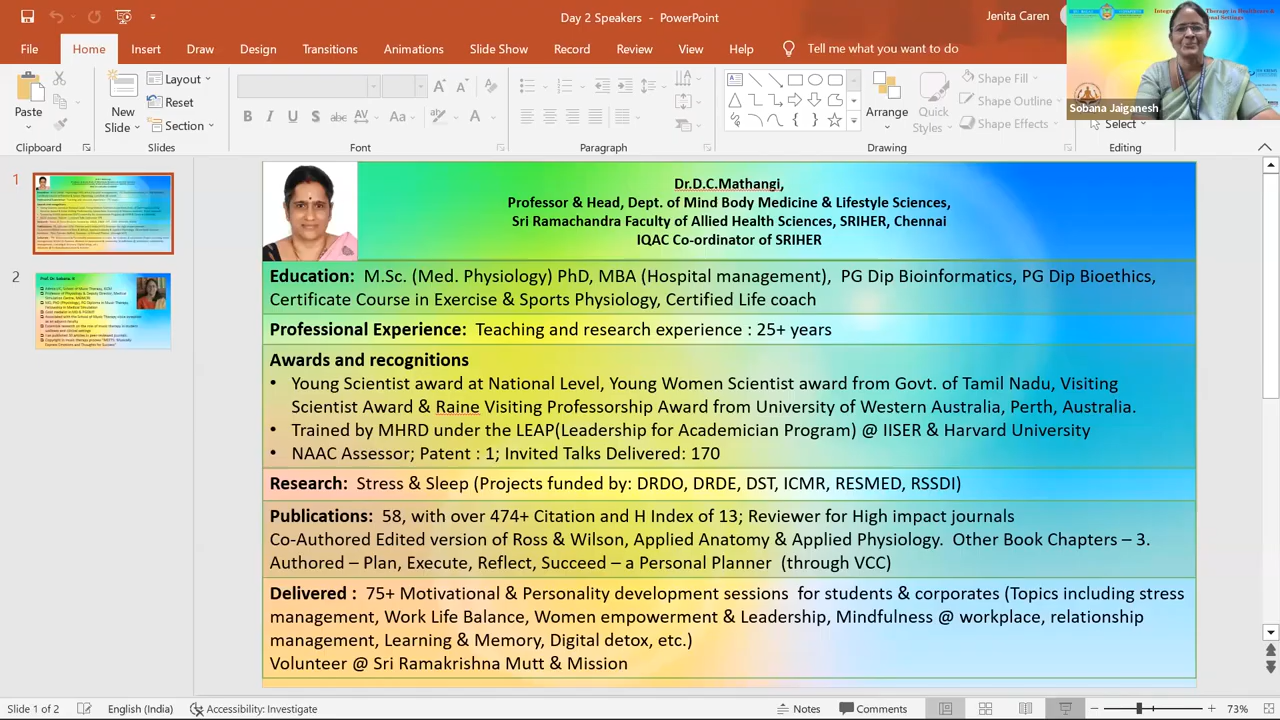 Day 2 Speakers - PowerPoint
Jenita Caren
File Home Insert Draw Design Transitions Animations Slide Show Record Review View Help Tell me what you want to do
Paste
Clipboard
New
Slide
Layout
Reset
Section
Slides
B I U S abc AV Aa A
Font
Paragraph
Arrange
Quick
Styles
Shape Fill
Shape Outline
Shape Effects
Drawing
Select
Editing
Therapy in Healthcare &
Sobana Jaiganesh
1
2
Dr.D.C.Mathangi,
Professor & Head, Dept. of Mind Body Medicine & Lifestyle Sciences,
Sri Ramachandra Faculty of Allied Health Sciences, SRIHER, Chennai
IQAC Co-ordinator of SRIHER
Education: M.Sc. (Med. Physiology) PhD, MBA (Hospital management), PG Dip Bioinformatics, PG Dip Bioethics,
Certificate Course in Exercise & Sports Physiology, Certified Life coach
Professional Experience: Teaching and research experience : 25+ years
Awards and recognitions
• Young Scientist award at National Level, Young Women Scientist award from Govt. of Tamil Nadu, Visiting
Scientist Award & Raine Visiting Professorship Award from University of Western Australia, Perth, Australia.
• Trained by MHRD under the LEAP(Leadership for Academician Program) @ IISER & Harvard University
• NAAC Assessor; Patent : 1; Invited Talks Delivered: 170
Research: Stress & Sleep (Projects funded by: DRDO, DRDE, DST, ICMR, RESMED, RSSDI)
Publications: 58, with over 474+ Citation and H Index of 13; Reviewer for High impact journals
Co-Authored Edited version of Ross & Wilson, Applied Anatomy & Applied Physiology. Other Book Chapters – 3.
Authored – Plan, Execute, Reflect, Succeed – a Personal Planner (through VCC)
Delivered : 75+ Motivational & Personality development sessions for students & corporates (Topics including stress
management, Work Life Balance, Women empowerment & Leadership, Mindfulness @ workplace, relationship
management, Learning & Memory, Digital detox, etc.)
Volunteer @ Sri Ramakrishna Mutt & Mission
Slide 1 of 2
English (India)
Accessibility: Investigate
Notes
Comments
73%